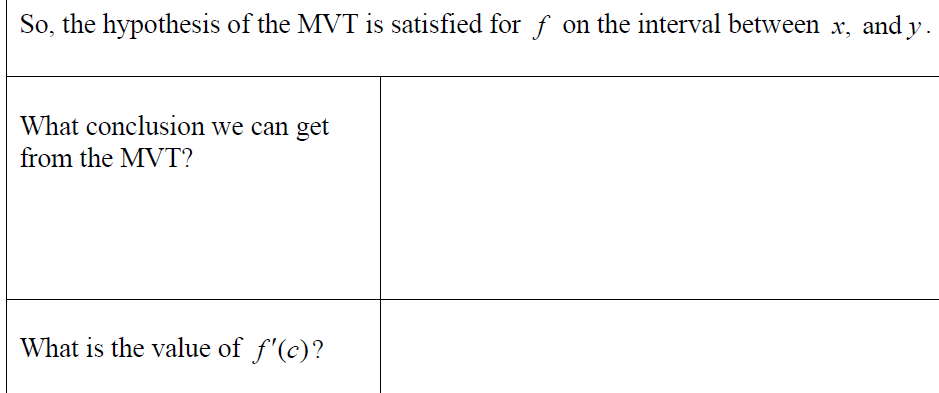 So, the hypothesis of the MVT is satisfied for f on the interval between x, and y.
What conclusion we can get
from the MVT?
What is the value of f'(c)?